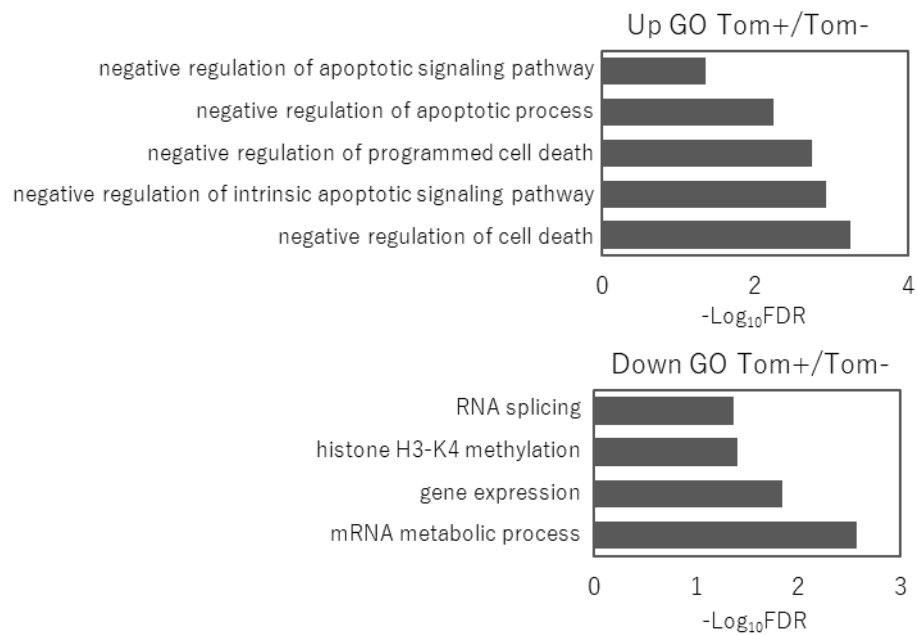 Up GO Tom+/Tom-
negative regulation of apoptotic signaling pathway
negative regulation of apoptotic process
negative regulation of programmed cell death
negative regulation of intrinsic apoptotic signaling pathway
negative regulation of cell death
0 2 4
-Log₁₀FDR
Down GO Tom+/Tom-
RNA splicing
histone H3-K4 methylation
gene expression
mRNA metabolic process
0 1 2 3
-Log₁₀FDR